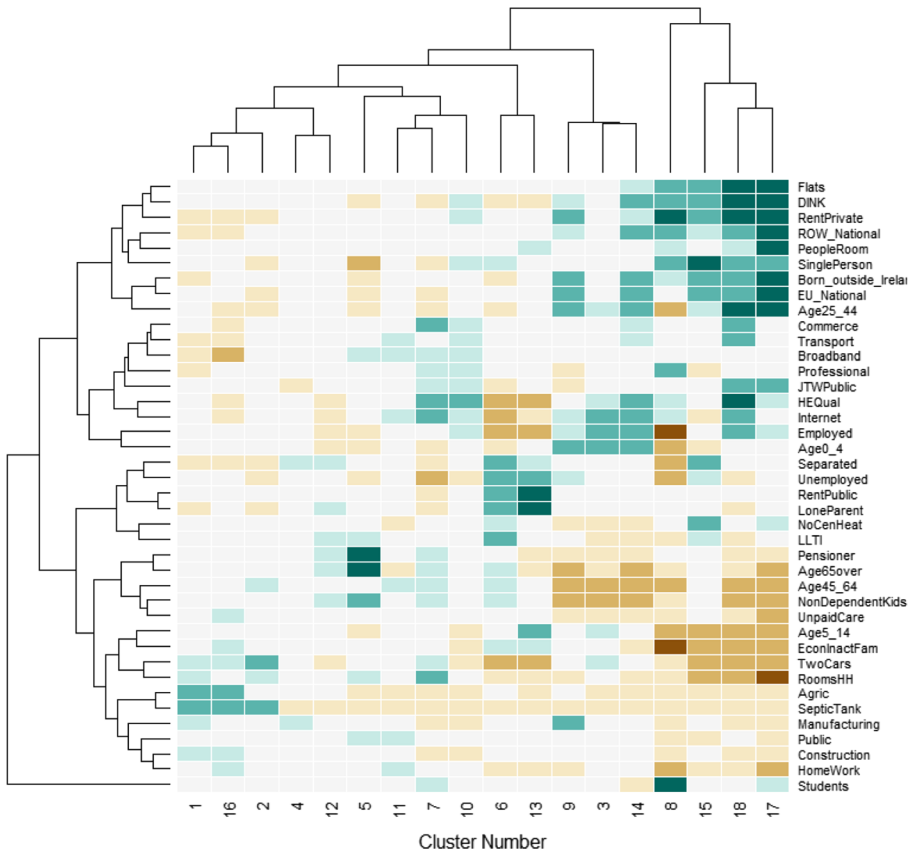 Flats
DINK
RentPrivate
ROW_National
PeopleRoom
SinglePerson
Born_outside_Irelar
EU_National
Age25_44
Commerce
Transport
Broadband
Professional
JTWPublic
HEQual
Internet
Employed
Age0_4
Separated
Unemployed
RentPublic
LoneParent
NoCenHeat
LLTI
Pensioner
Age65over
Age45_64
NonDependentKids
UnpaidCare
Age5_14
EconInactFam
TwoCars
RoomsHH
Agric
SepticTank
Manufacturing
Public
Construction
HomeWork
Students
1 16 2 4 12 5 11 7 10 6 13 9 3 14 8 15 18 17
Cluster Number